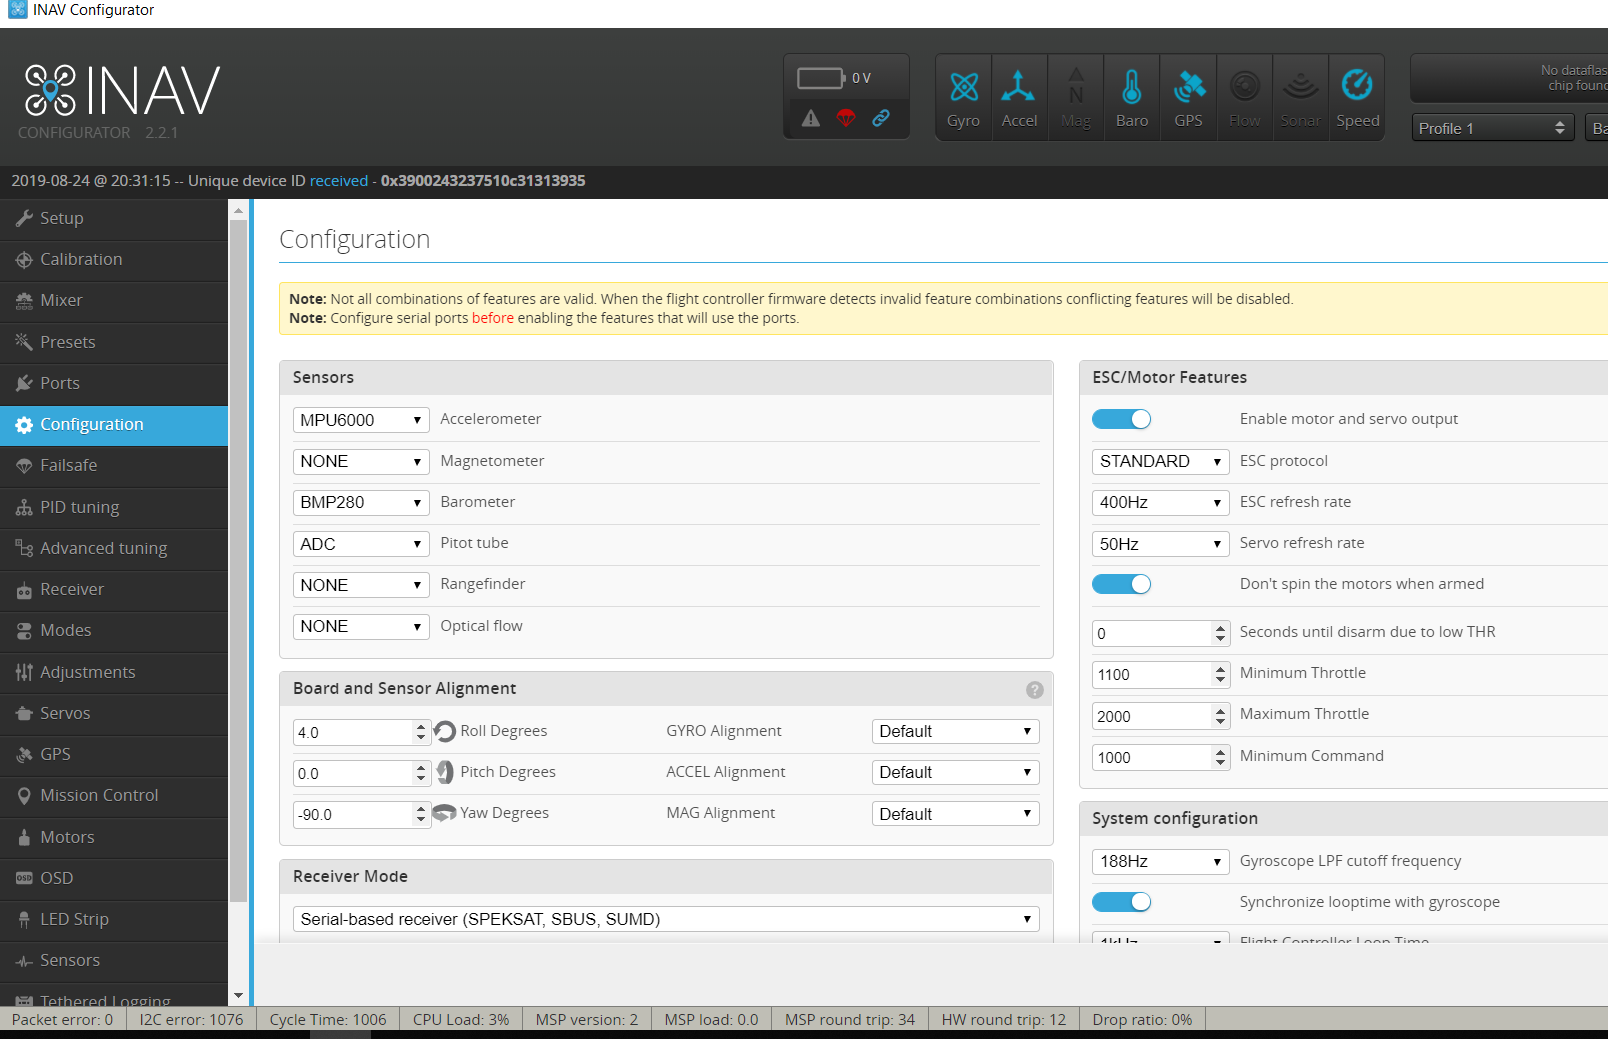 INAV Configurator
INAV
CONFIGURATOR 2.2.1
0 V
Gyro Accel Mag Baro GPS Flow Sonar Speed
No dataflas
chip found
Profile 1
Ba
2019-08-24 @ 20:31:15 -- Unique device ID received - 0x3900243237510c31313935
Setup
Calibration
Mixer
Presets
Ports
Configuration
Failsafe
PID tuning
Advanced tuning
Receiver
Modes
Adjustments
Servos
GPS
Mission Control
Motors
OSD
LED Strip
Sensors
Tethered Logging
Configuration
Note: Not all combinations of features are valid. When the flight controller firmware detects invalid feature combinations conflicting features will be disabled.
Note: Configure serial ports before enabling the features that will use the ports.
Sensors
MPU6000 Accelerometer
NONE Magnetometer
BMP280 Barometer
ADC Pitot tube
NONE Rangefinder
NONE Optical flow
Board and Sensor Alignment
4.0 Roll Degrees GYRO Alignment Default
0.0 Pitch Degrees ACCEL Alignment Default
-90.0 Yaw Degrees MAG Alignment Default
Receiver Mode
Serial-based receiver (SPEKSAT, SBUS, SUMD)
ESC/Motor Features
Enable motor and servo output
STANDARD ESC protocol
400Hz ESC refresh rate
50Hz Servo refresh rate
Don't spin the motors when armed
0 Seconds until disarm due to low THR
1100 Minimum Throttle
2000 Maximum Throttle
1000 Minimum Command
System configuration
188Hz Gyroscope LPF cutoff frequency
Synchronize looptime with gyroscope
1kHz Flight Controller Loop Time
Packet error: 0 I2C error: 1076 Cycle Time: 1006 CPU Load: 3% MSP version: 2 MSP load: 0.0 MSP round trip: 34 HW round trip: 12 Drop ratio: 0%